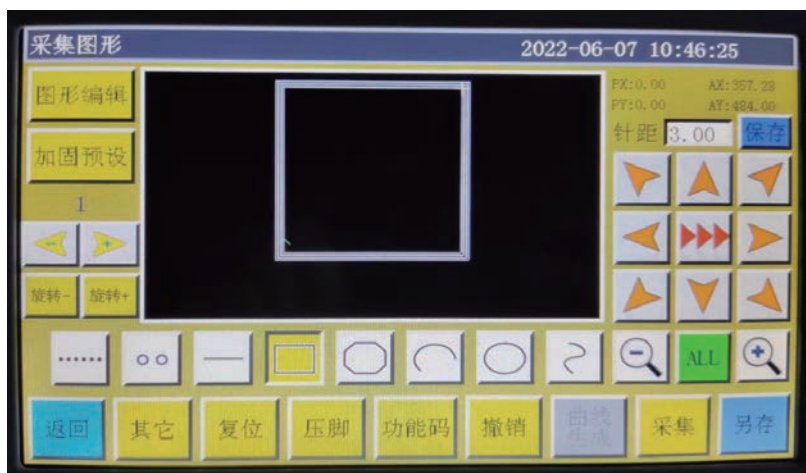 采集图形 2022-06-07 10:46:25
图形编辑
加固预设
1
- +
旋转- 旋转+
PX:0.00 AX:357.28
PY:0.00 AY:484.00
针距 3.00 保存
ALL
返回 其它 复位 压脚 功能码 撤销 曲线生成 采集 另存